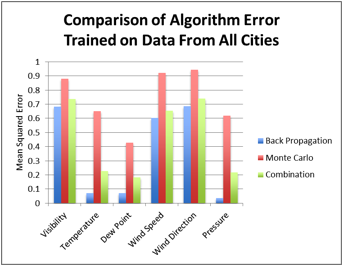 Comparison of Algorithm Error
Trained on Data From All Cities
Mean Squared Error
1
0.9
0.8
0.7
0.6
0.5
0.4
0.3
0.2
0.1
0
Visibility
Temperature
Dew Point
Wind Speed
Wind Direction
Pressure
Back Propagation
Monte Carlo
Combination